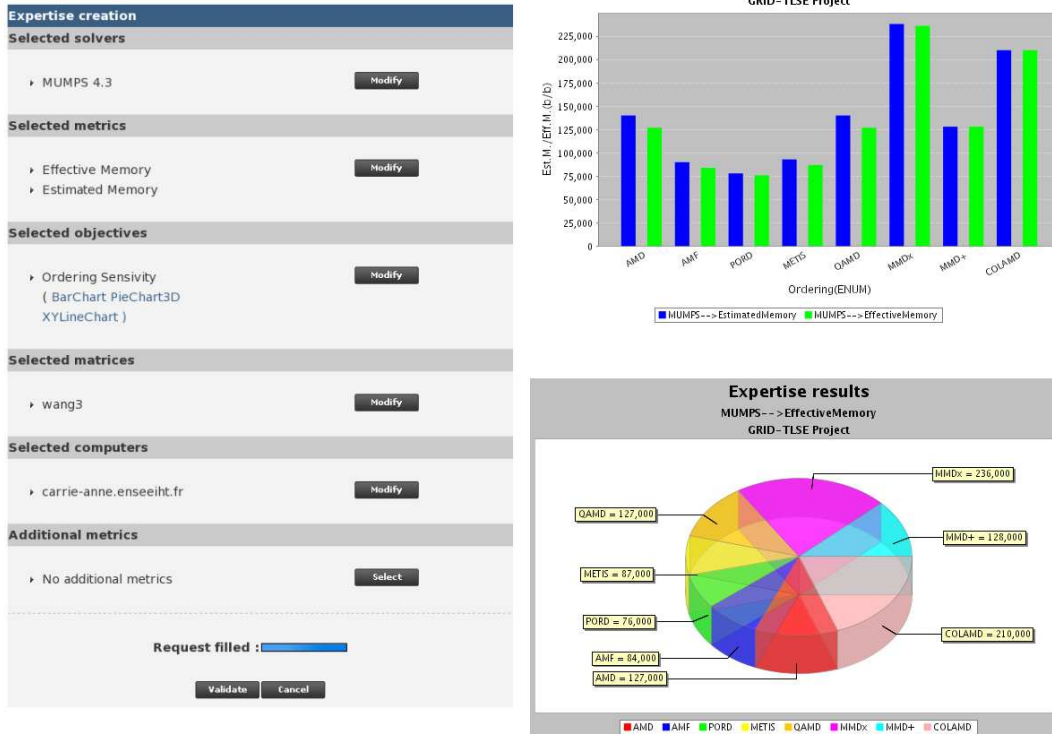 Expertise creation
Selected solvers
MUMPS 4.3
Modify
Selected metrics
Effective Memory
Modify
Estimated Memory
Selected objectives
Ordering Sensivity
Modify
( BarChart PieChart3D
XYLineChart )
Selected matrices
wang3
Modify
Selected computers
carrie-anne.enseeiht.fr
Modify
Additional metrics
No additional metrics
Select
Request filled :
Validate
Cancel
GRID-TLSE Project
Est.M./Eff.M.(b/b)
225,000
200,000
175,000
150,000
125,000
100,000
75,000
50,000
25,000
0
AMD
AMF
PORD
METIS
QAMD
MMDx
MMD+
COLAMD
Ordering(ENUM)
MUMPS-->EstimatedMemory MUMPS-->EffectiveMemory
Expertise results
MUMPS-->EffectiveMemory
GRID-TLSE Project
MMDx = 236,000
QAMD = 127,000
MMD+ = 128,000
METIS = 87,000
PORD = 76,000
COLAMD = 210,000
AMF = 84,000
AMD = 127,000
AMD AMF PORD METIS QAMD MMDx MMD+ COLAMD